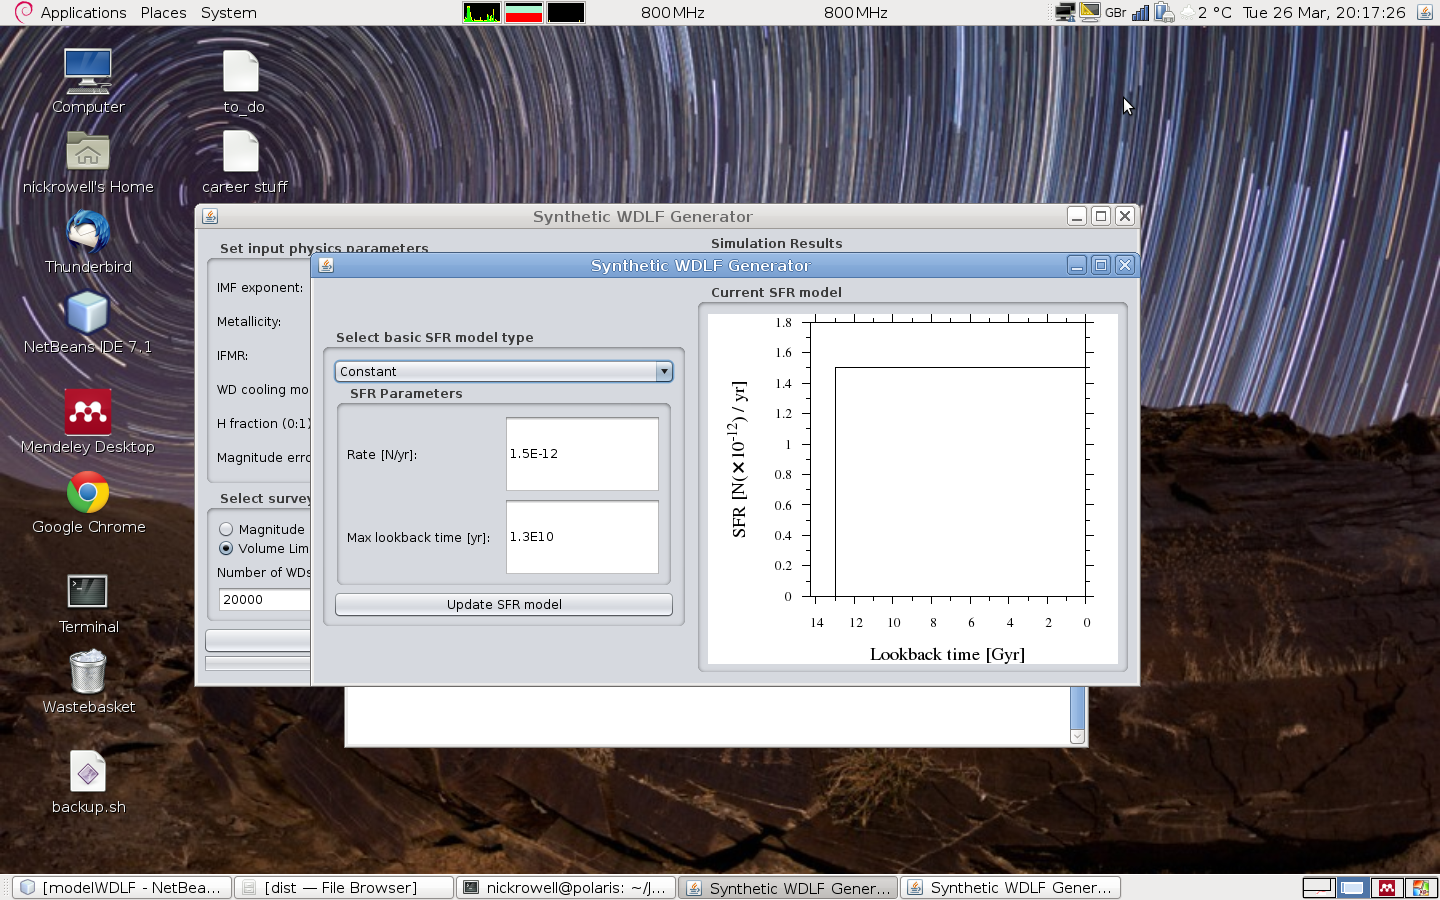 Applications Places System 800 MHz 800 MHz GBr 2 °C Tue 26 Mar, 20:17:26
Computer
to_do
nickrowell's Home
career stuff
Thunderbird
NetBeans IDE 7.1
Mendeley Desktop
Google Chrome
Terminal
Wastebasket
backup.sh
Synthetic WDLF Generator
Set input physics parameters
Simulation Results
IMF exponent:
Metallicity:
IFMR:
WD cooling mo
H fraction (0:1)
Magnitude erro
Select survey
Magnitude
Volume Lim
Number of WDs
20000
Synthetic WDLF Generator
Select basic SFR model type
Constant
SFR Parameters
Rate [N/yr]:
1.5E-12
Max lookback time [yr]:
1.3E10
Update SFR model
Current SFR model
SFR [N(×10-12) / yr]
1.8
1.6
1.4
1.2
1
0.8
0.6
0.4
0.2
0
14 12 10 8 6 4 2 0
Lookback time [Gyr]
[modelWDLF - NetBea... [dist — File Browser] nickrowell@polaris: ~/J... Synthetic WDLF Gener... Synthetic WDLF Gener...